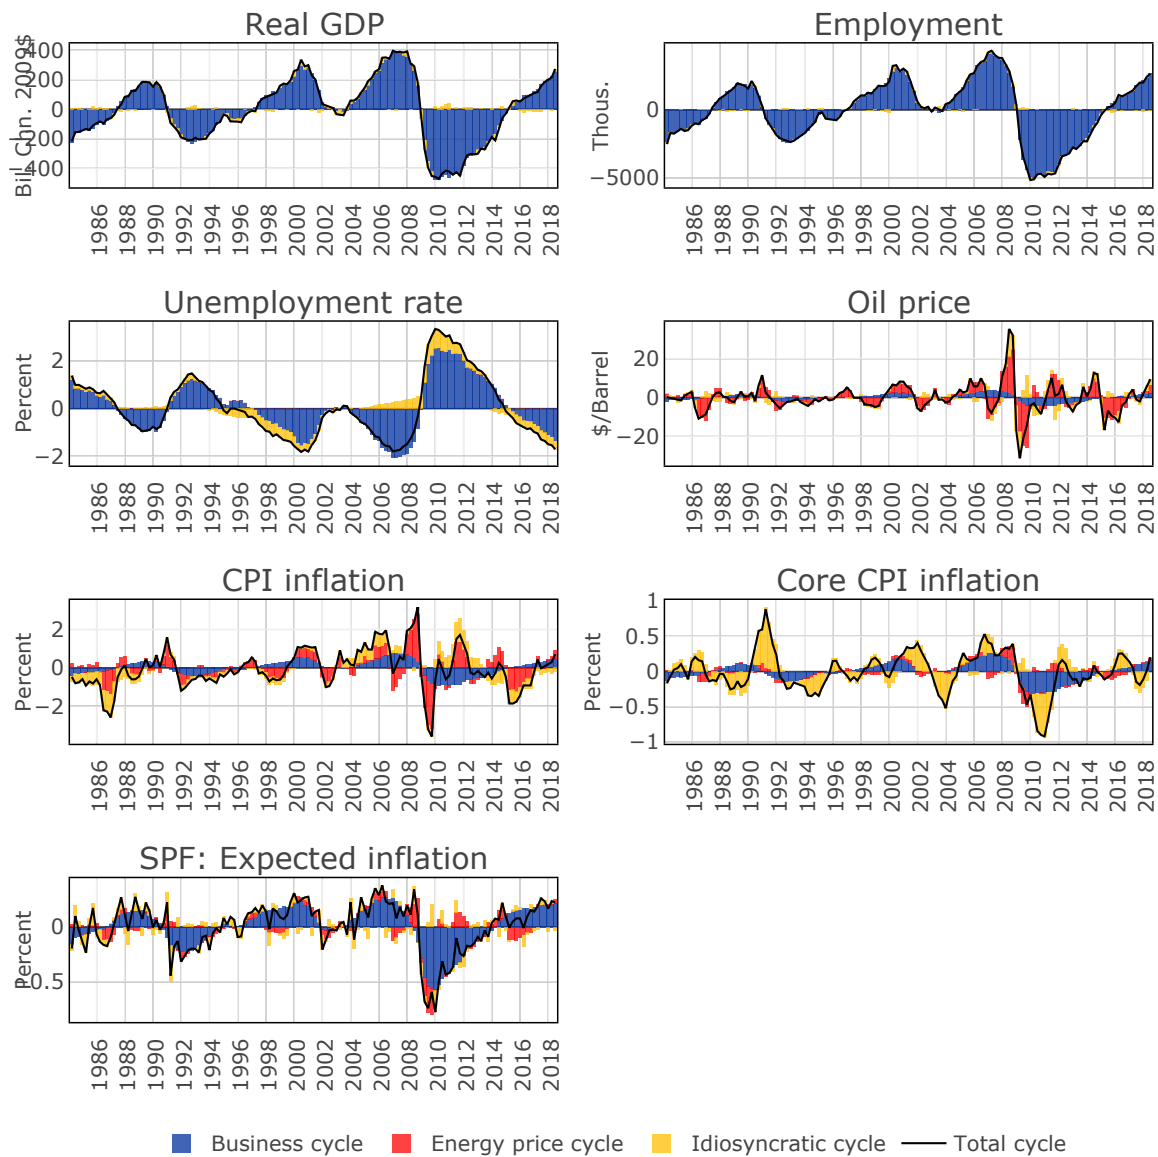 Real GDP
Bill Chn. 2009$
400
200
0
200
400
1986 1988 1990 1992 1994 1996 1998 2000 2002 2004 2006 2008 2010 2012 2014 2016 2018
Employment
Thous.
0
−5000
1986 1988 1990 1992 1994 1996 1998 2000 2002 2004 2006 2008 2010 2012 2014 2016 2018
Unemployment rate
Percent
2
0
−2
1986 1988 1990 1992 1994 1996 1998 2000 2002 2004 2006 2008 2010 2012 2014 2016 2018
Oil price
$/Barrel
20
0
−20
1986 1988 1990 1992 1994 1996 1998 2000 2002 2004 2006 2008 2010 2012 2014 2016 2018
CPI inflation
Percent
2
0
−2
1986 1988 1990 1992 1994 1996 1998 2000 2002 2004 2006 2008 2010 2012 2014 2016 2018
Core CPI inflation
Percent
1
0.5
0
−0.5
−1
1986 1988 1990 1992 1994 1996 1998 2000 2002 2004 2006 2008 2010 2012 2014 2016 2018
SPF: Expected inflation
Percent
0
0.5
1986 1988 1990 1992 1994 1996 1998 2000 2002 2004 2006 2008 2010 2012 2014 2016 2018
Business cycle Energy price cycle Idiosyncratic cycle Total cycle